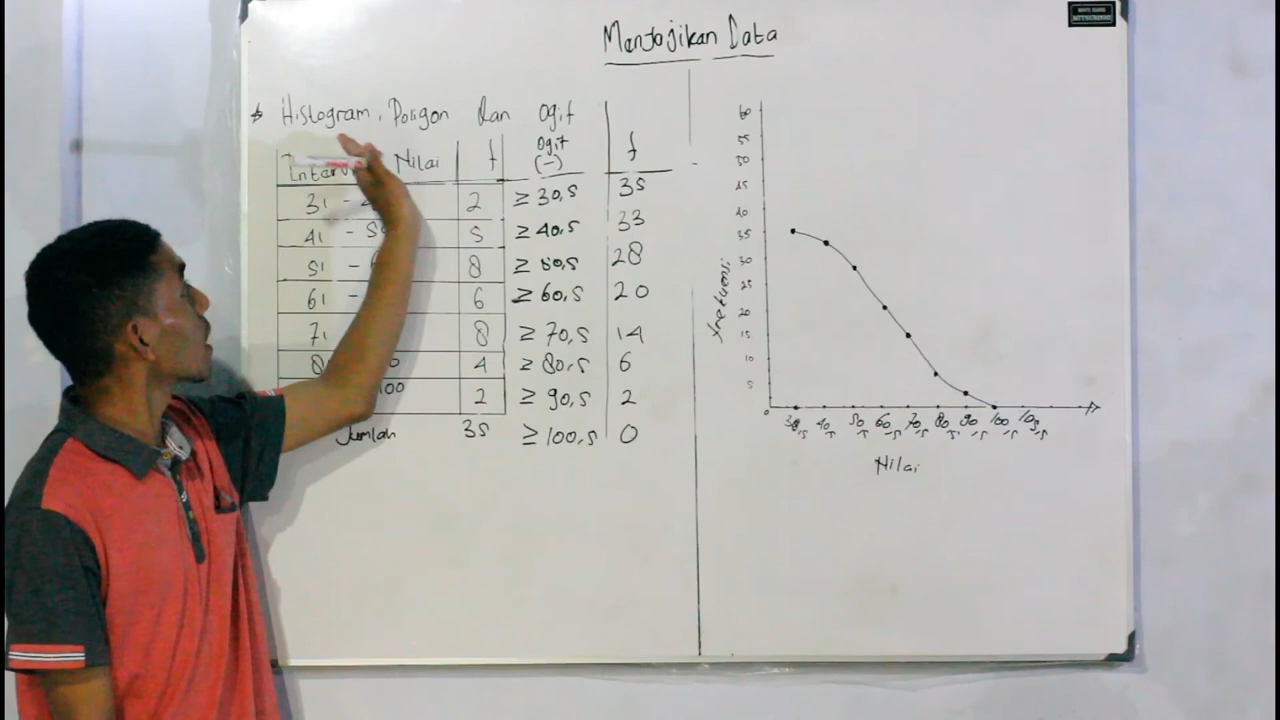 Menyajikan Data
WHITE BOARD
MITSUBISHI
Histogram, Poligon dan Ogif
Nilai f Ogif (-) f
31 - 2 ≥ 30,5 35
41 - 5 ≥ 40,5 33
51 - 8 ≥ 50,5 28
61 - 6 ≥ 60,5 20
71 8 ≥ 70,5 14
8 0 4 ≥ 80,5 6
100 2 ≥ 90,5 2
Jumlah 35 ≥ 100,5 0
60
55
50
45
40
35
30
25
20
15
10
5
0
frekuensi
30,5 40,5 50,5 60,5 70,5 80,5 90,5 100,5
Nilai